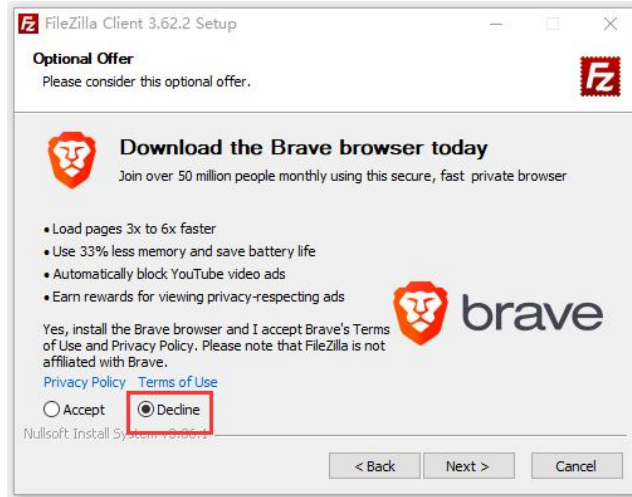 FileZilla Client 3.62.2 Setup
Optional Offer
Please consider this optional offer.
Fz
Download the Brave browser today
Join over 50 million people monthly using this secure, fast private browser
• Load pages 3x to 6x faster
• Use 33% less memory and save battery life
• Automatically block YouTube video ads
• Earn rewards for viewing privacy-respecting ads
brave
Yes, install the Brave browser and I accept Brave's Terms
of Use and Privacy Policy. Please note that FileZilla is not
affiliated with Brave.
Privacy Policy Terms of Use
Accept Decline
Nullsoft Install System v3.06.1
< Back Next > Cancel